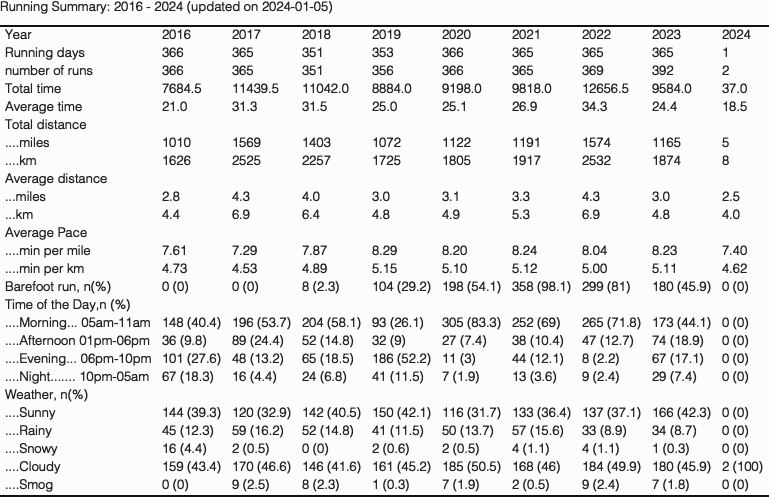 Running Summary: 2016 - 2024 (updated on 2024-01-05)
Year 2016 2017 2018 2019 2020 2021 2022 2023 2024
Running days 366 365 351 353 366 365 365 365 1
number of runs 366 365 351 356 366 365 369 392 2
Total time 7684.5 11439.5 11042.0 8884.0 9198.0 9818.0 12656.5 9584.0 37.0
Average time 21.0 31.3 31.5 25.0 25.1 26.9 34.3 24.4 18.5
Total distance
....miles 1010 1569 1403 1072 1122 1191 1574 1165 5
....km 1626 2525 2257 1725 1805 1917 2532 1874 8
Average distance
...miles 2.8 4.3 4.0 3.0 3.1 3.3 4.3 3.0 2.5
...km 4.4 6.9 6.4 4.8 4.9 5.3 6.9 4.8 4.0
Average Pace
....min per mile 7.61 7.29 7.87 8.29 8.20 8.24 8.04 8.23 7.40
....min per km 4.73 4.53 4.89 5.15 5.10 5.12 5.00 5.11 4.62
Barefoot run, n(%) 0 (0) 0 (0) 8 (2.3) 104 (29.2) 198 (54.1) 358 (98.1) 299 (81) 180 (45.9) 0 (0)
Time of the Day,n (%)
....Morning... 05am-11am 148 (40.4) 196 (53.7) 204 (58.1) 93 (26.1) 305 (83.3) 252 (69) 265 (71.8) 173 (44.1) 0 (0)
....Afternoon 01pm-06pm 36 (9.8) 89 (24.4) 52 (14.8) 32 (9) 27 (7.4) 38 (10.4) 47 (12.7) 74 (18.9) 0 (0)
....Evening... 06pm-10pm 101 (27.6) 48 (13.2) 65 (18.5) 186 (52.2) 11 (3) 44 (12.1) 8 (2.2) 67 (17.1) 0 (0)
....Night....... 10pm-05am 67 (18.3) 16 (4.4) 24 (6.8) 41 (11.5) 7 (1.9) 13 (3.6) 9 (2.4) 29 (7.4) 0 (0)
Weather, n(%)
....Sunny 144 (39.3) 120 (32.9) 142 (40.5) 150 (42.1) 116 (31.7) 133 (36.4) 137 (37.1) 166 (42.3) 0 (0)
....Rainy 45 (12.3) 59 (16.2) 52 (14.8) 41 (11.5) 50 (13.7) 57 (15.6) 33 (8.9) 34 (8.7) 0 (0)
....Snowy 16 (4.4) 2 (0.5) 0 (0) 2 (0.6) 2 (0.5) 4 (1.1) 4 (1.1) 1 (0.3) 0 (0)
....Cloudy 159 (43.4) 170 (46.6) 146 (41.6) 161 (45.2) 185 (50.5) 168 (46) 184 (49.9) 180 (45.9) 2 (100)
....Smog 0 (0) 9 (2.5) 8 (2.3) 1 (0.3) 7 (1.9) 2 (0.5) 9 (2.4) 7 (1.8) 0 (0)